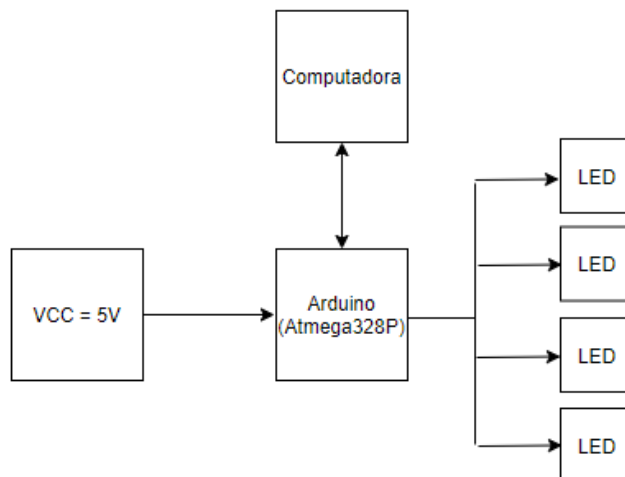 Computadora
LED
LED
VCC = 5V
Arduino
(Atmega328P)
LED
LED